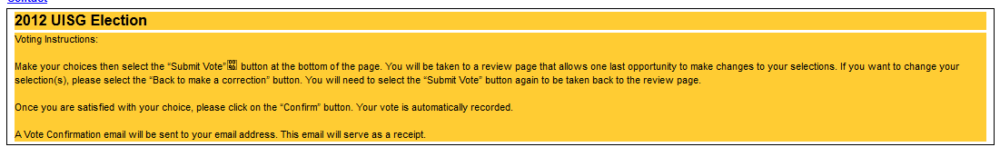 Contact
2012 UISG Election
Voting Instructions:
Make your choices then select the “Submit Vote” button at the bottom of the page. You will be taken to a review page that allows one last opportunity to make changes to your selections. If you want to change your
selection(s), please select the “Back to make a correction” button. You will need to select the “Submit Vote” button again to be taken back to the review page.
Once you are satisfied with your choice, please click on the “Confirm” button. Your vote is automatically recorded.
A Vote Confirmation email will be sent to your email address. This email will serve as a receipt.